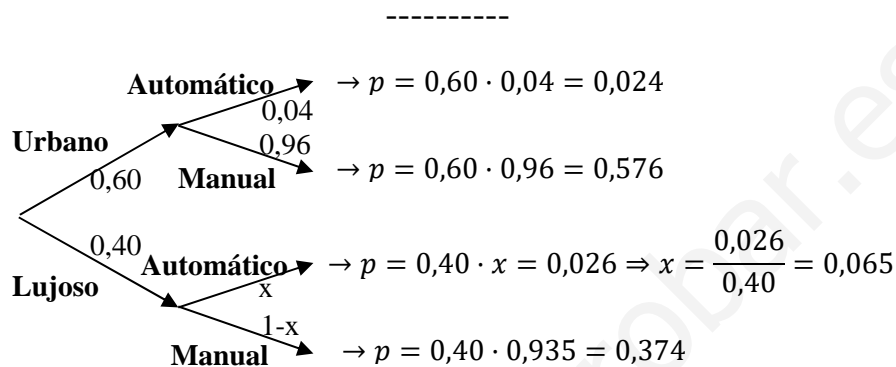 ----------
Automático → p = 0,60 · 0,04 = 0,024
0,04
Urbano
0,96
0,60
Manual → p = 0,60 · 0,96 = 0,576
0,40
Automático → p = 0,40 · x = 0,026 ⇒ x = 0,026 / 0,40 = 0,065
Lujoso
x
1-x
Manual → p = 0,40 · 0,935 = 0,374